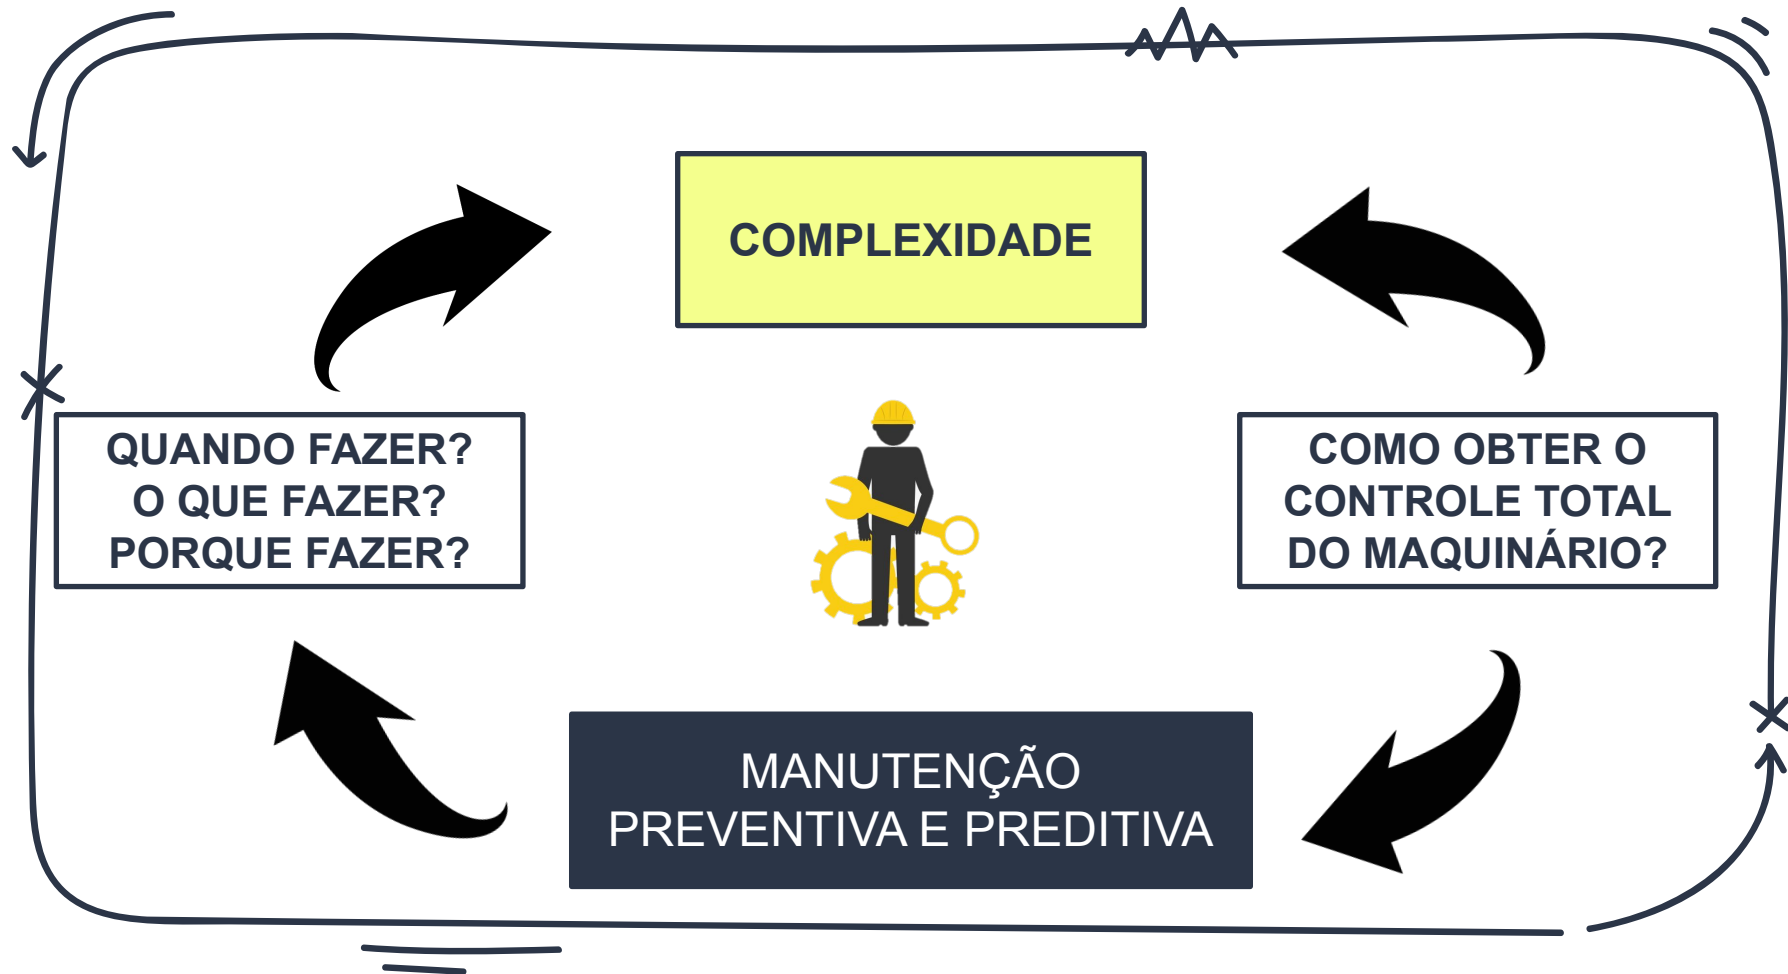 COMPLEXIDADE
QUANDO FAZER?
O QUE FAZER?
PORQUE FAZER?
COMO OBTER O
CONTROLE TOTAL
DO MAQUINÁRIO?
MANUTENÇÃO
PREVENTIVA E PREDITIVA